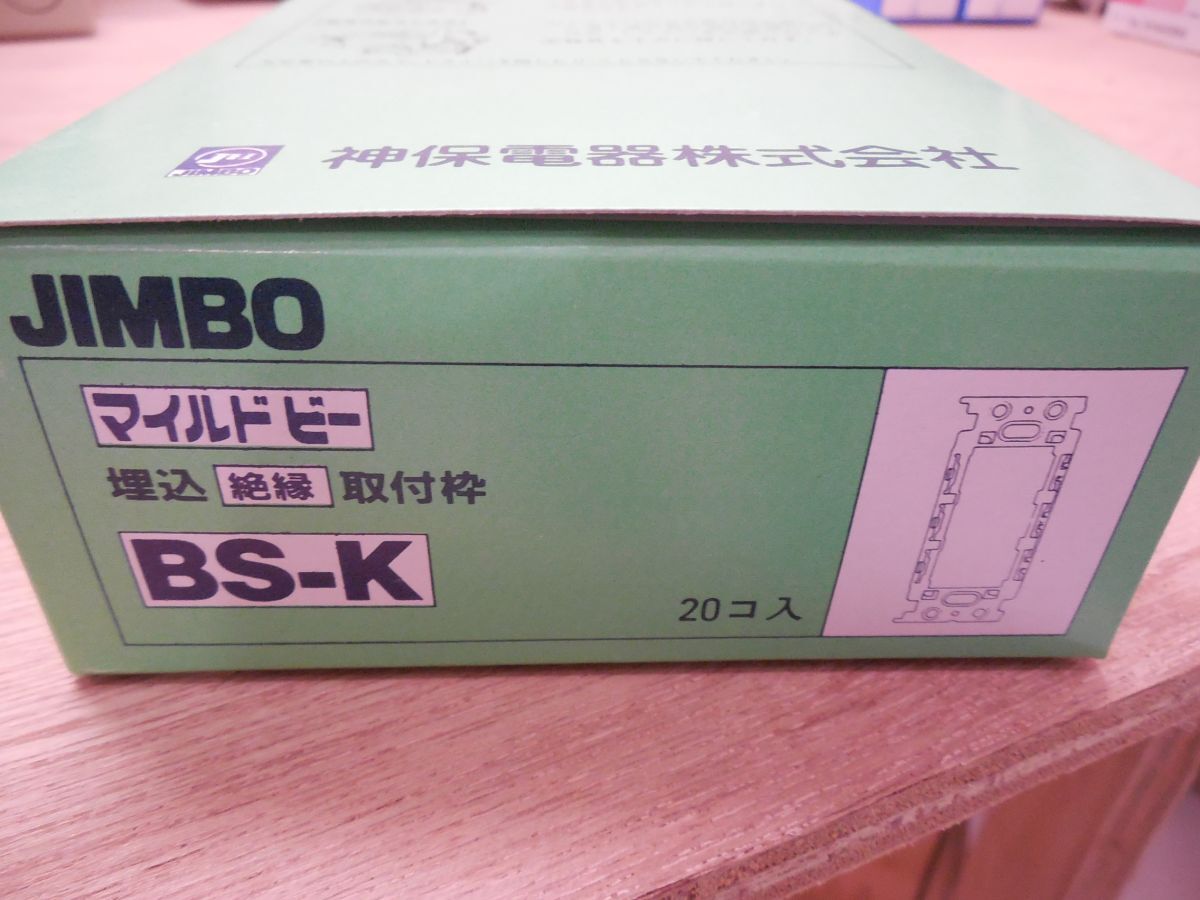 JIMBO 神保電器株式会社
JIMBO
マイルドビー
埋込 絶縁 取付枠
BS-K
20コ入